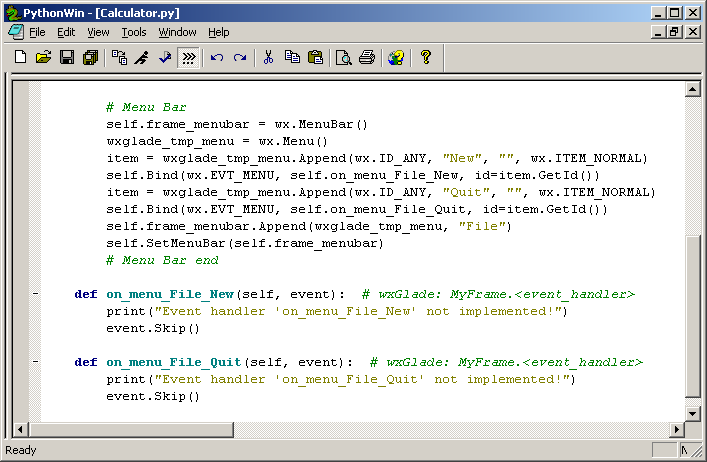 PythonWin - [Calculator.py]
File Edit View Tools Window Help
# Menu Bar
self.frame_menubar = wx.MenuBar()
wxglade_tmp_menu = wx.Menu()
item = wxglade_tmp_menu.Append(wx.ID_ANY, "New", "", wx.ITEM_NORMAL)
self.Bind(wx.EVT_MENU, self.on_menu_File_New, id=item.GetId())
item = wxglade_tmp_menu.Append(wx.ID_ANY, "Quit", "", wx.ITEM_NORMAL)
self.Bind(wx.EVT_MENU, self.on_menu_File_Quit, id=item.GetId())
self.frame_menubar.Append(wxglade_tmp_menu, "File")
self.SetMenuBar(self.frame_menubar)
# Menu Bar end
def on_menu_File_New(self, event):  # wxGlade: MyFrame.<event_handler>
print("Event handler 'on_menu_File_New' not implemented!")
event.Skip()
def on_menu_File_Quit(self, event):  # wxGlade: MyFrame.<event_handler>
print("Event handler 'on_menu_File_Quit' not implemented!")
event.Skip()
Ready